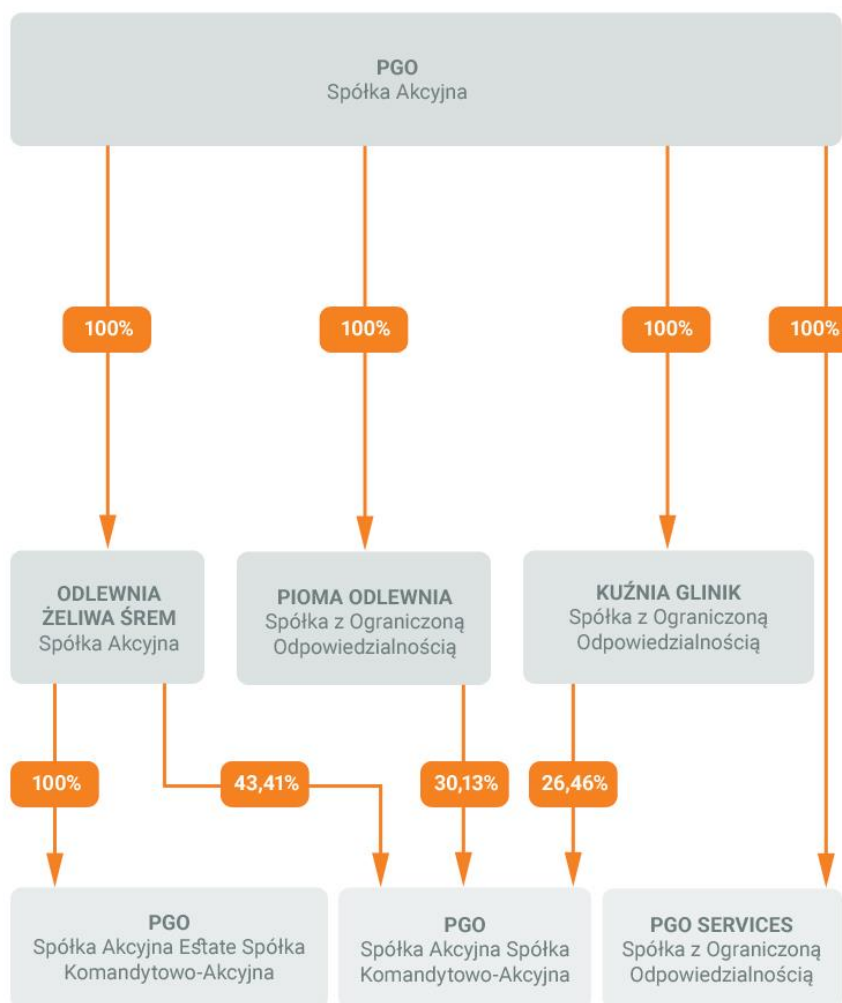 PGO
Spółka Akcyjna
100%
100%
100%
100%
ODLEWNIA
ŻELIWA ŚREM
Spółka Akcyjna
PIOMA ODLEWNIA
Spółka z Ograniczoną
Odpowiedzialnością
KUŹNIA GLINIK
Spółka z Ograniczoną
Odpowiedzialnością
100%
43,41%
30,13%
26,46%
PGO
Spółka Akcyjna Estate Spółka
Komandytowo-Akcyjna
PGO
Spółka Akcyjna Spółka
Komandytowo-Akcyjna
PGO SERVICES
Spółka z Ograniczoną
Odpowiedzialnością